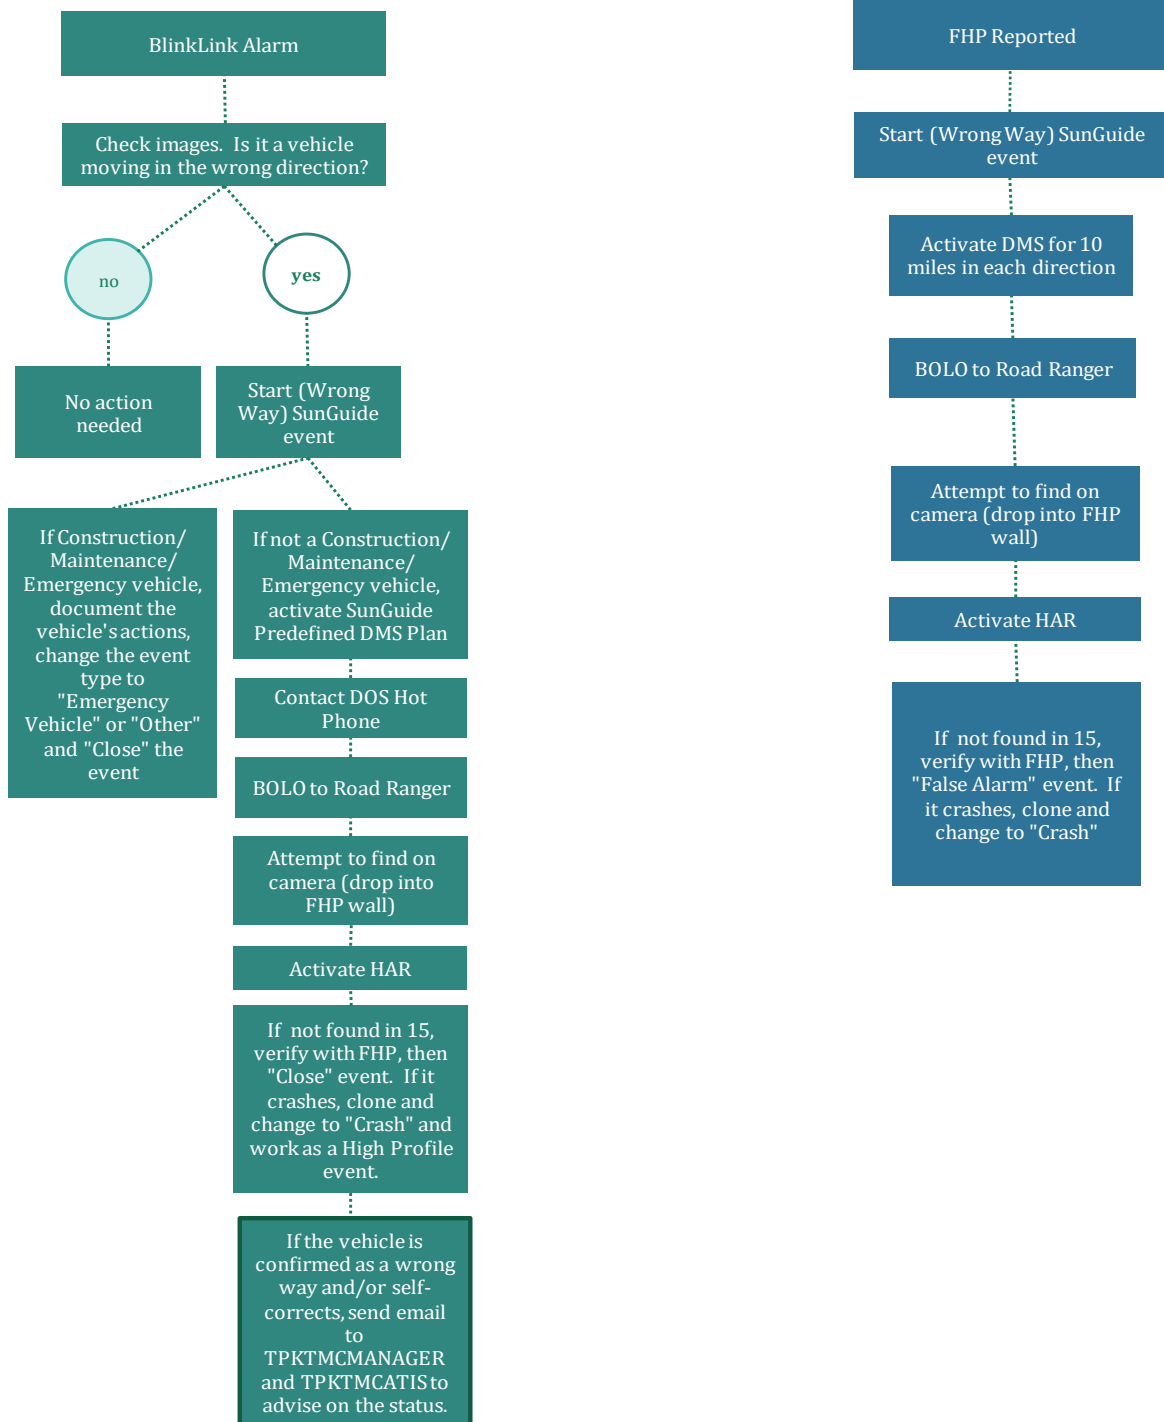 BlinkLink Alarm
Check images.  Is it a vehicle
moving in the wrong direction?
no
yes
No action
needed
Start (Wrong
Way) SunGuide
event
If Construction/
Maintenance/
Emergency vehicle,
document the
vehicle's actions,
change the event
type to
"Emergency
Vehicle" or "Other"
and "Close" the
event
If not a Construction/
Maintenance/
Emergency vehicle,
activate SunGuide
Predefined DMS Plan
Contact DOS Hot
Phone
BOLO to Road Ranger
Attempt to find on
camera (drop into
FHP wall)
Activate HAR
If  not found in 15,
verify with FHP, then
"Close" event.  If it
crashes, clone and
change to "Crash" and
work as a High Profile
event.
If the vehicle is
confirmed as a wrong
way and/or self-
corrects, send email
to
TPKTMCMANAGER
and TPKTMCATIS to
advise on the status.
FHP Reported
Start (Wrong Way) SunGuide
event
Activate DMS for 10
miles in each direction
BOLO to Road Ranger
Attempt to find on
camera (drop into FHP
wall)
Activate HAR
If  not found in 15,
verify with FHP, then
"False Alarm" event.  If
it crashes, clone and
change to "Crash"